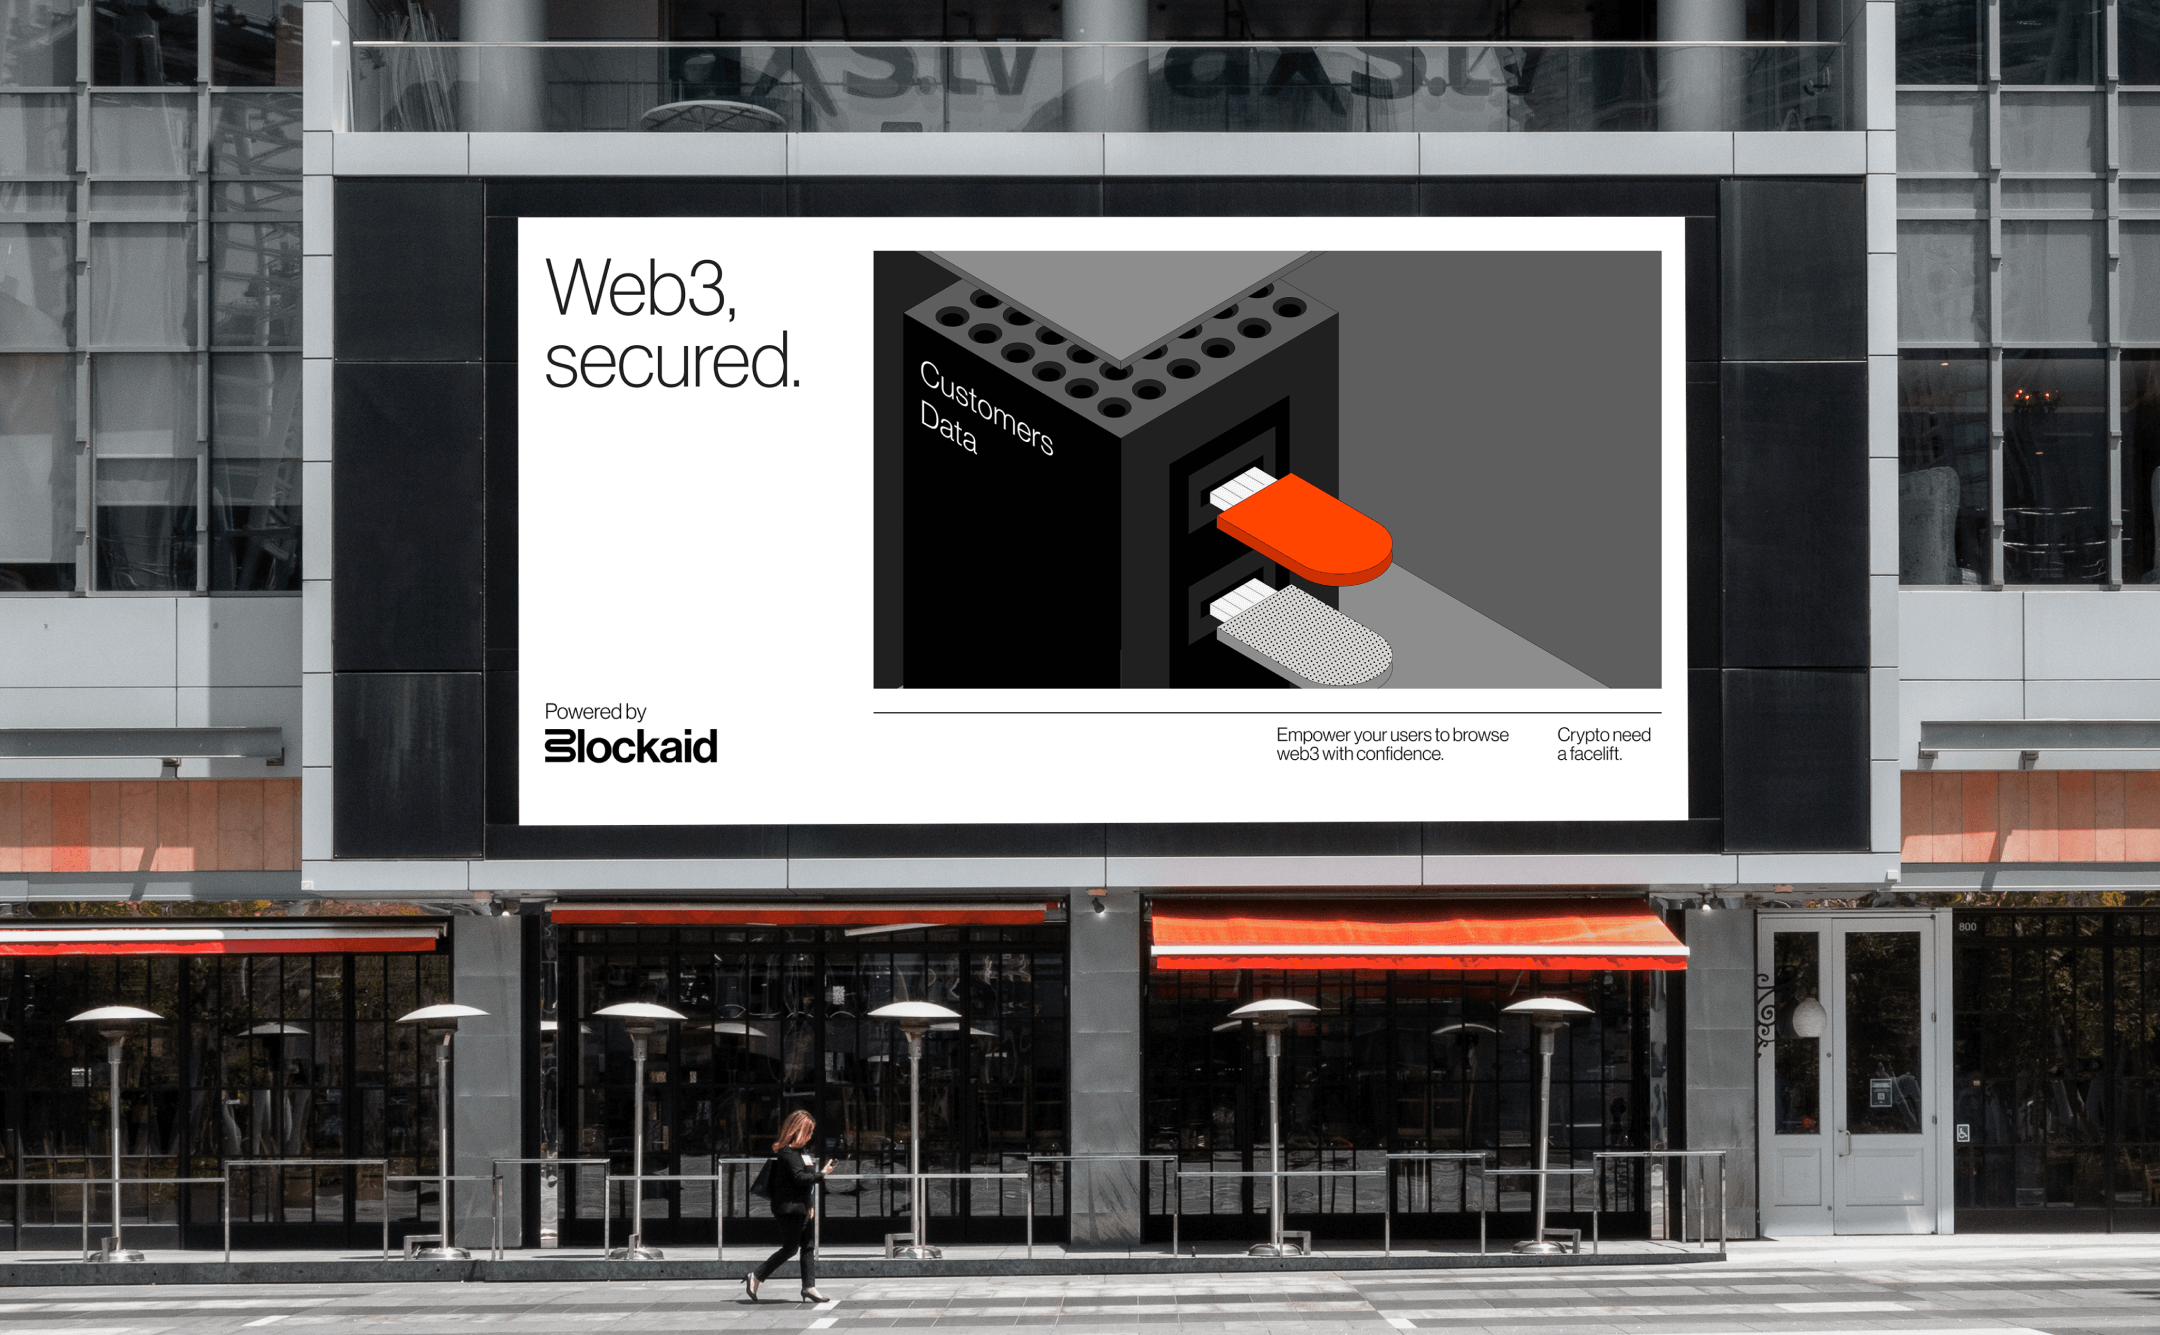 Web3,
secured.
Customers
Data
Powered by
Blockaid
Empower your users to browse
web3 with confidence.
Crypto need
a facelift.
800